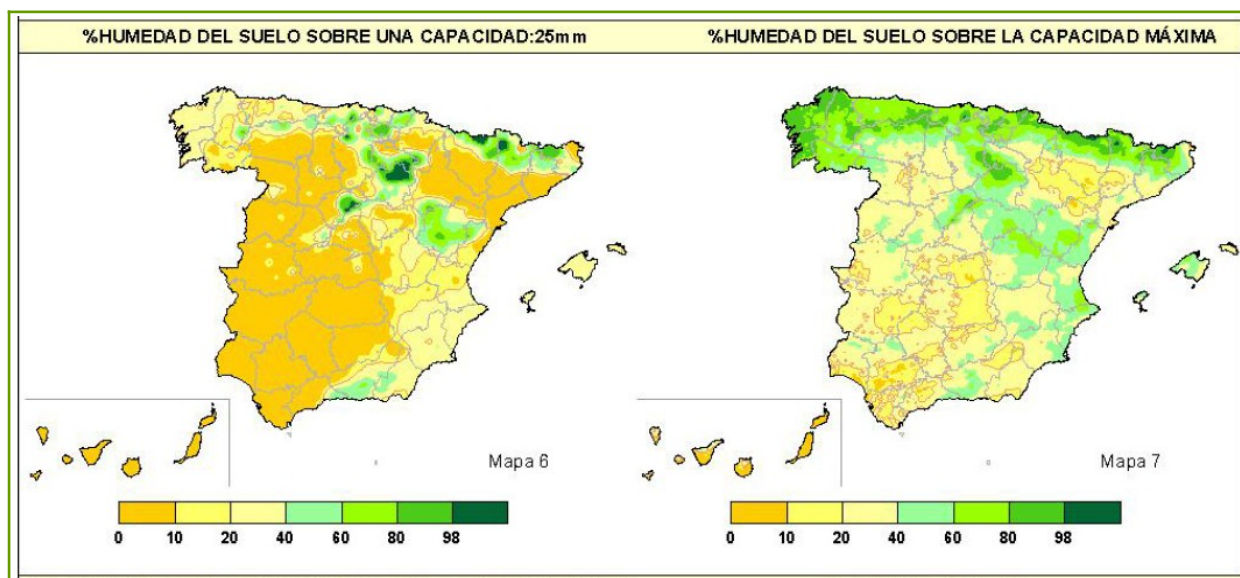 %HUMEDAD DEL SUELO SOBRE UNA CAPACIDAD:25mm
%HUMEDAD DEL SUELO SOBRE LA CAPACIDAD MÁXIMA
Mapa 6
Mapa 7
0 10 20 40 60 80 98
0 10 20 40 60 80 98